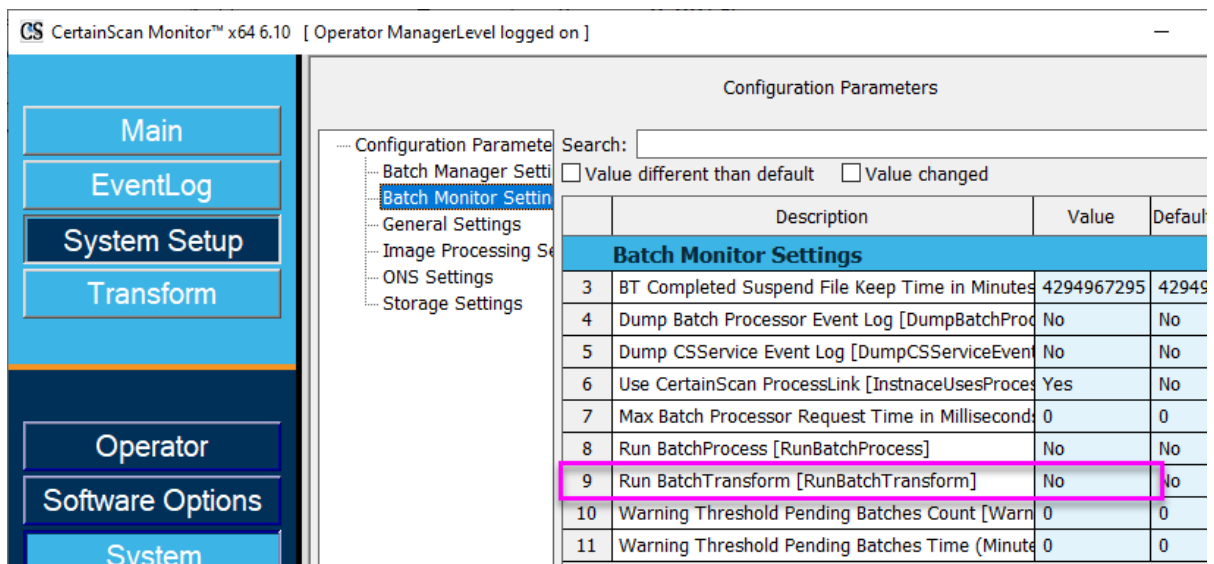 CS CertainScan Monitor™ x64 6.10 [ Operator ManagerLevel logged on ]
Configuration Parameters
Main
EventLog
System Setup
Transform
Operator
Software Options
System
Configuration Paramete
Batch Manager Setti
Batch Monitor Settin
General Settings
Image Processing Se
ONS Settings
Storage Settings
Search:
Value different than default Value changed
Description Value Defaul
Batch Monitor Settings
3 BT Completed Suspend File Keep Time in Minutes 4294967295 42949
4 Dump Batch Processor Event Log [DumpBatchProc No No
5 Dump CSService Event Log [DumpCSServiceEvent No No
6 Use CertainScan ProcessLink [InstnaceUsesProces Yes No
7 Max Batch Processor Request Time in Milliseconds 0 0
8 Run BatchProcess [RunBatchProcess] No No
9 Run BatchTransform [RunBatchTransform] No No
10 Warning Threshold Pending Batches Count [Warn 0 0
11 Warning Threshold Pending Batches Time (Minute 0 0